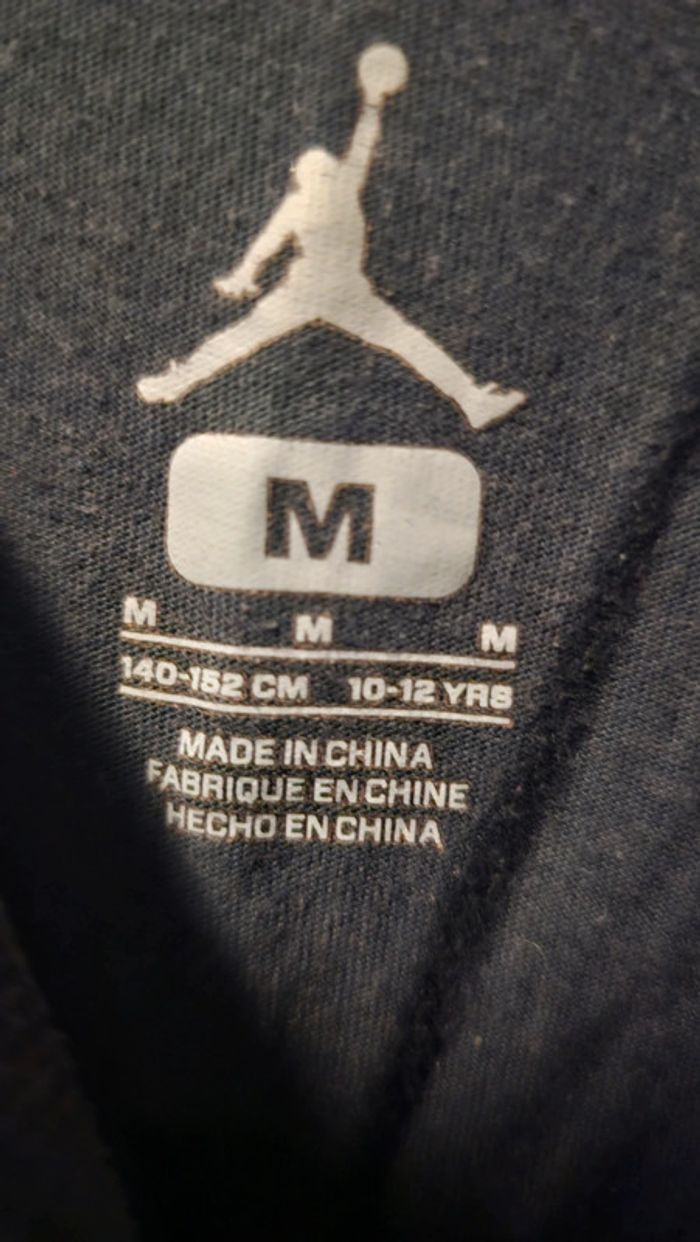 M
M M M
140-152 CM 10-12 YRS
MADE IN CHINA
FABRIQUE EN CHINE
HECHO EN CHINA